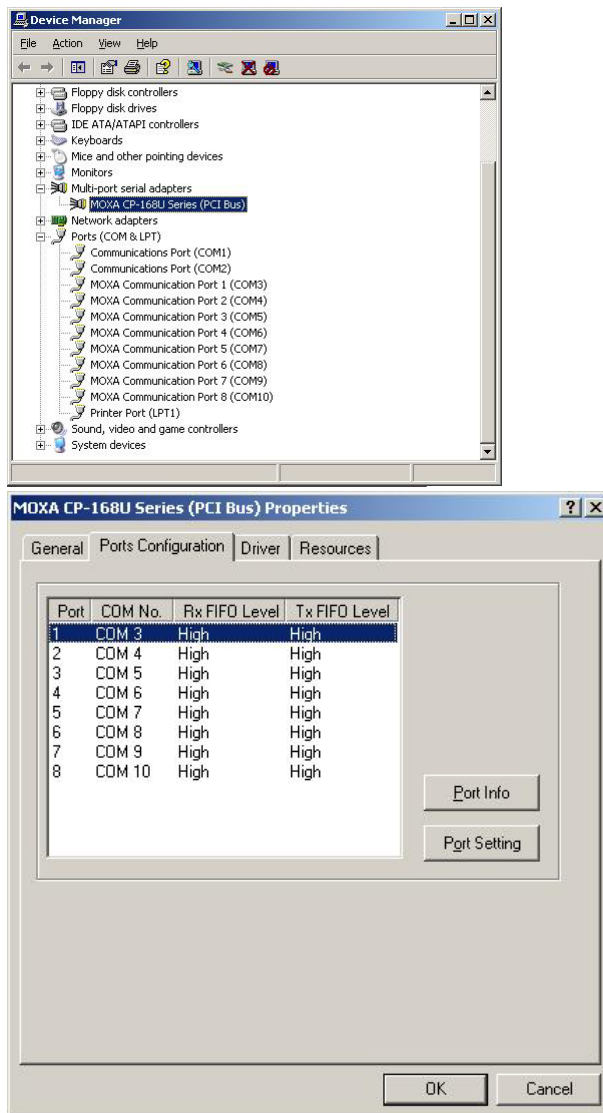 Device Manager
File Action View Help
Floppy disk controllers
Floppy disk drives
IDE ATA/ATAPI controllers
Keyboards
Mice and other pointing devices
Monitors
Multi-port serial adapters
MOXA CP-168U Series (PCI Bus)
Network adapters
Ports (COM & LPT)
Communications Port (COM1)
Communications Port (COM2)
MOXA Communication Port 1 (COM3)
MOXA Communication Port 2 (COM4)
MOXA Communication Port 3 (COM5)
MOXA Communication Port 4 (COM6)
MOXA Communication Port 5 (COM7)
MOXA Communication Port 6 (COM8)
MOXA Communication Port 7 (COM9)
MOXA Communication Port 8 (COM10)
Printer Port (LPT1)
Sound, video and game controllers
System devices
MOXA CP-168U Series (PCI Bus) Properties
General Ports Configuration Driver Resources
Port COM No. Rx FIFO Level Tx FIFO Level
1 COM 3 High High
2 COM 4 High High
3 COM 5 High High
4 COM 6 High High
5 COM 7 High High
6 COM 8 High High
7 COM 9 High High
8 COM 10 High High
Port Info
Port Setting
OK Cancel